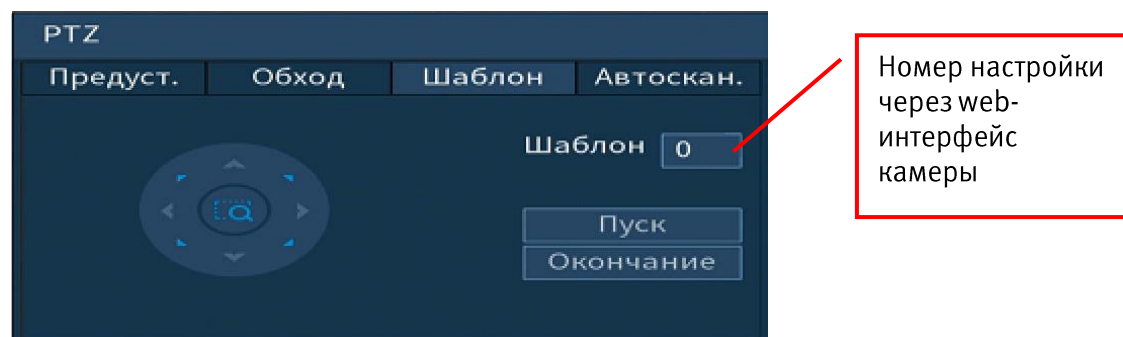 PTZ
Предуст.
Обход
Шаблон
Автоскан.
Шаблон 0
Пуск
Окончание
Номер настройки
через web-
интерфейс
камеры